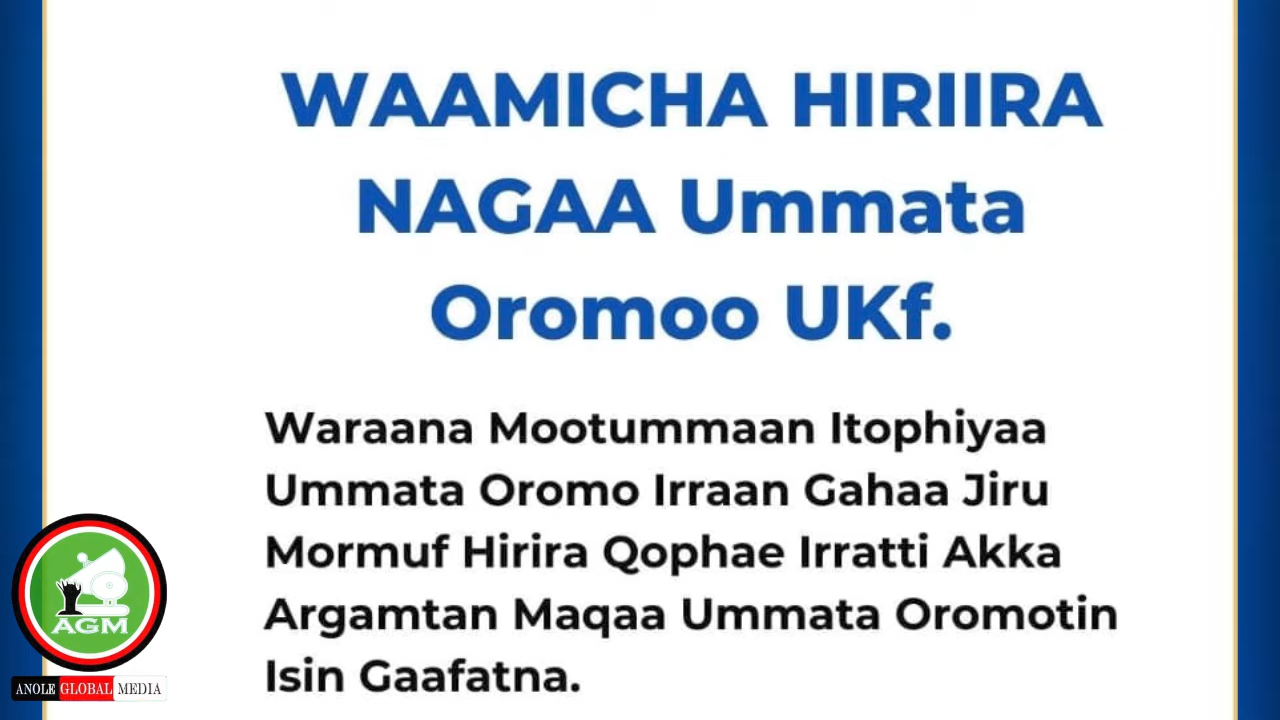 WAAMICHA HIRIIRA
NAGAA Ummata
Oromoo UKf.
Waraana Mootummaan Itophiyaa
Ummata Oromo Irraan Gahaa Jiru
Mormuf Hirira Qophae Irratti Akka
Argamtan Maqaa Ummata Oromotin
Isin Gaafatna.
AGM
ANOLE GLOBAL MEDIA